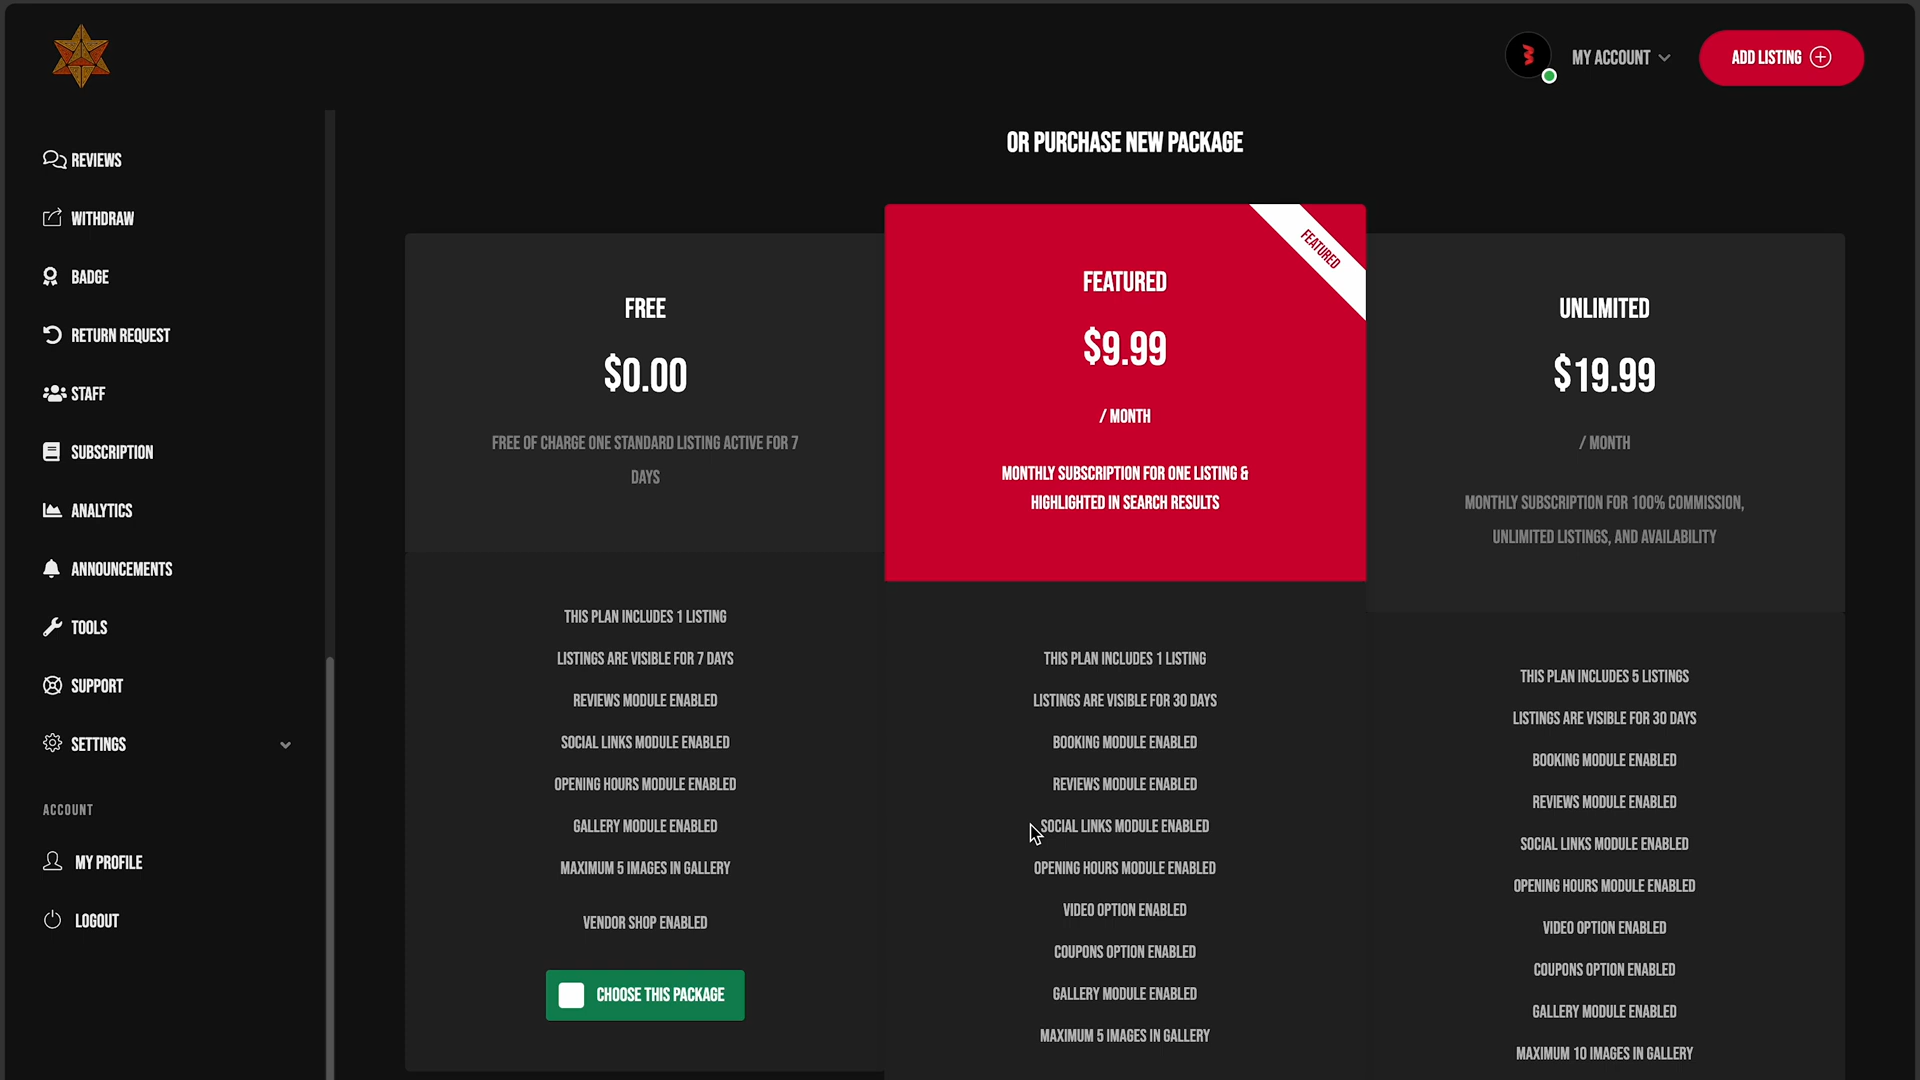 MY ACCOUNT
ADD LISTING
REVIEWS
WITHDRAW
BADGE
RETURN REQUEST
STAFF
SUBSCRIPTION
ANALYTICS
ANNOUNCEMENTS
TOOLS
SUPPORT
SETTINGS
ACCOUNT
MY PROFILE
LOGOUT
OR PURCHASE NEW PACKAGE
FREE
$0.00
FREE OF CHARGE ONE STANDARD LISTING ACTIVE FOR 7
DAYS
THIS PLAN INCLUDES 1 LISTING
LISTINGS ARE VISIBLE FOR 7 DAYS
REVIEWS MODULE ENABLED
SOCIAL LINKS MODULE ENABLED
OPENING HOURS MODULE ENABLED
GALLERY MODULE ENABLED
MAXIMUM 5 IMAGES IN GALLERY
VENDOR SHOP ENABLED
CHOOSE THIS PACKAGE
FEATURED
FEATURED
$9.99
/ MONTH
MONTHLY SUBSCRIPTION FOR ONE LISTING &
HIGHLIGHTED IN SEARCH RESULTS
THIS PLAN INCLUDES 1 LISTING
LISTINGS ARE VISIBLE FOR 30 DAYS
BOOKING MODULE ENABLED
REVIEWS MODULE ENABLED
SOCIAL LINKS MODULE ENABLED
OPENING HOURS MODULE ENABLED
VIDEO OPTION ENABLED
COUPONS OPTION ENABLED
GALLERY MODULE ENABLED
MAXIMUM 5 IMAGES IN GALLERY
UNLIMITED
$19.99
/ MONTH
MONTHLY SUBSCRIPTION FOR 100% COMMISSION,
UNLIMITED LISTINGS, AND AVAILABILITY
THIS PLAN INCLUDES 5 LISTINGS
LISTINGS ARE VISIBLE FOR 30 DAYS
BOOKING MODULE ENABLED
REVIEWS MODULE ENABLED
SOCIAL LINKS MODULE ENABLED
OPENING HOURS MODULE ENABLED
VIDEO OPTION ENABLED
COUPONS OPTION ENABLED
GALLERY MODULE ENABLED
MAXIMUM 10 IMAGES IN GALLERY